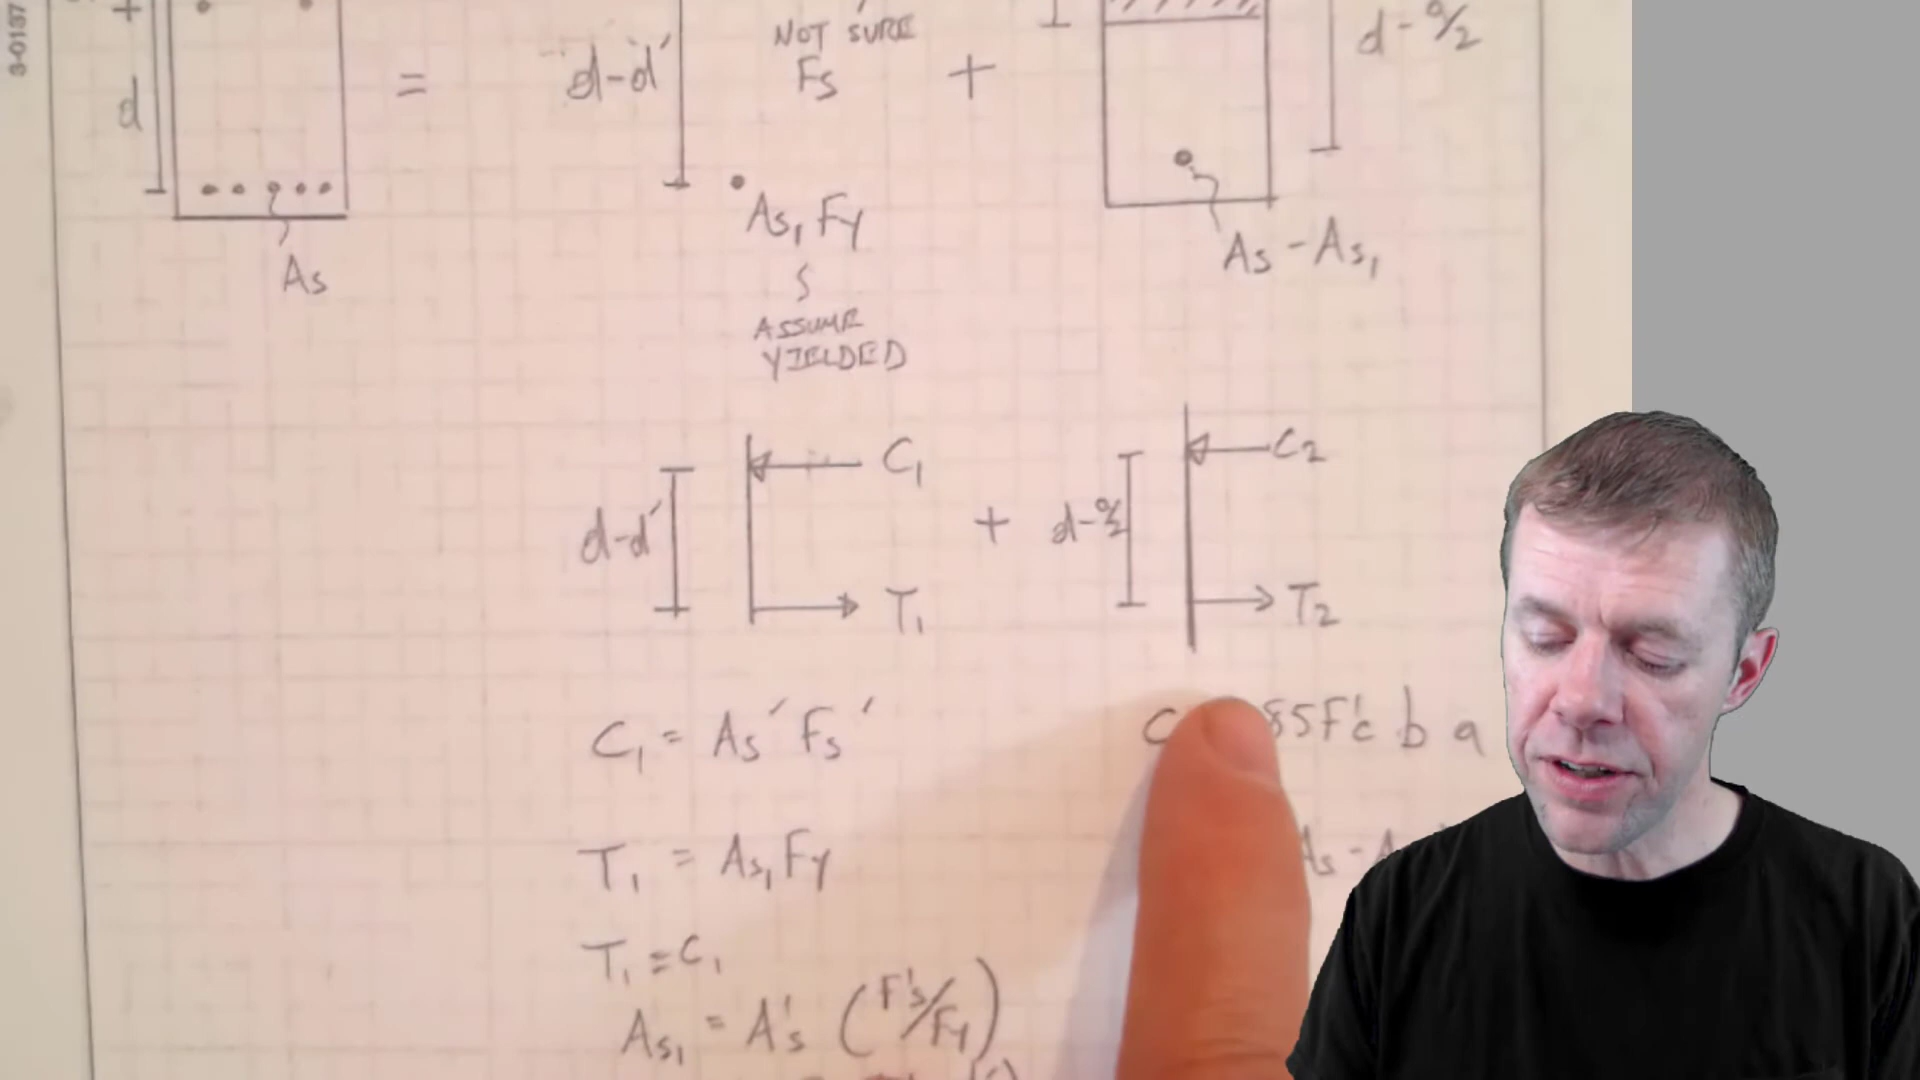 3-0137
d
=
d-d'
NOT SURE
Fs
+
d-a/2
As
As₁ Fy
ASSUME
YIELDED
As - As₁
d-d'
C₁
T₁
+
d-a/2
C₂
T₂
C₁ = As' Fs'
85F'c b a
T₁ = As₁ Fy
As -
T₁ = C₁
As₁ = A's (F's/Fy)